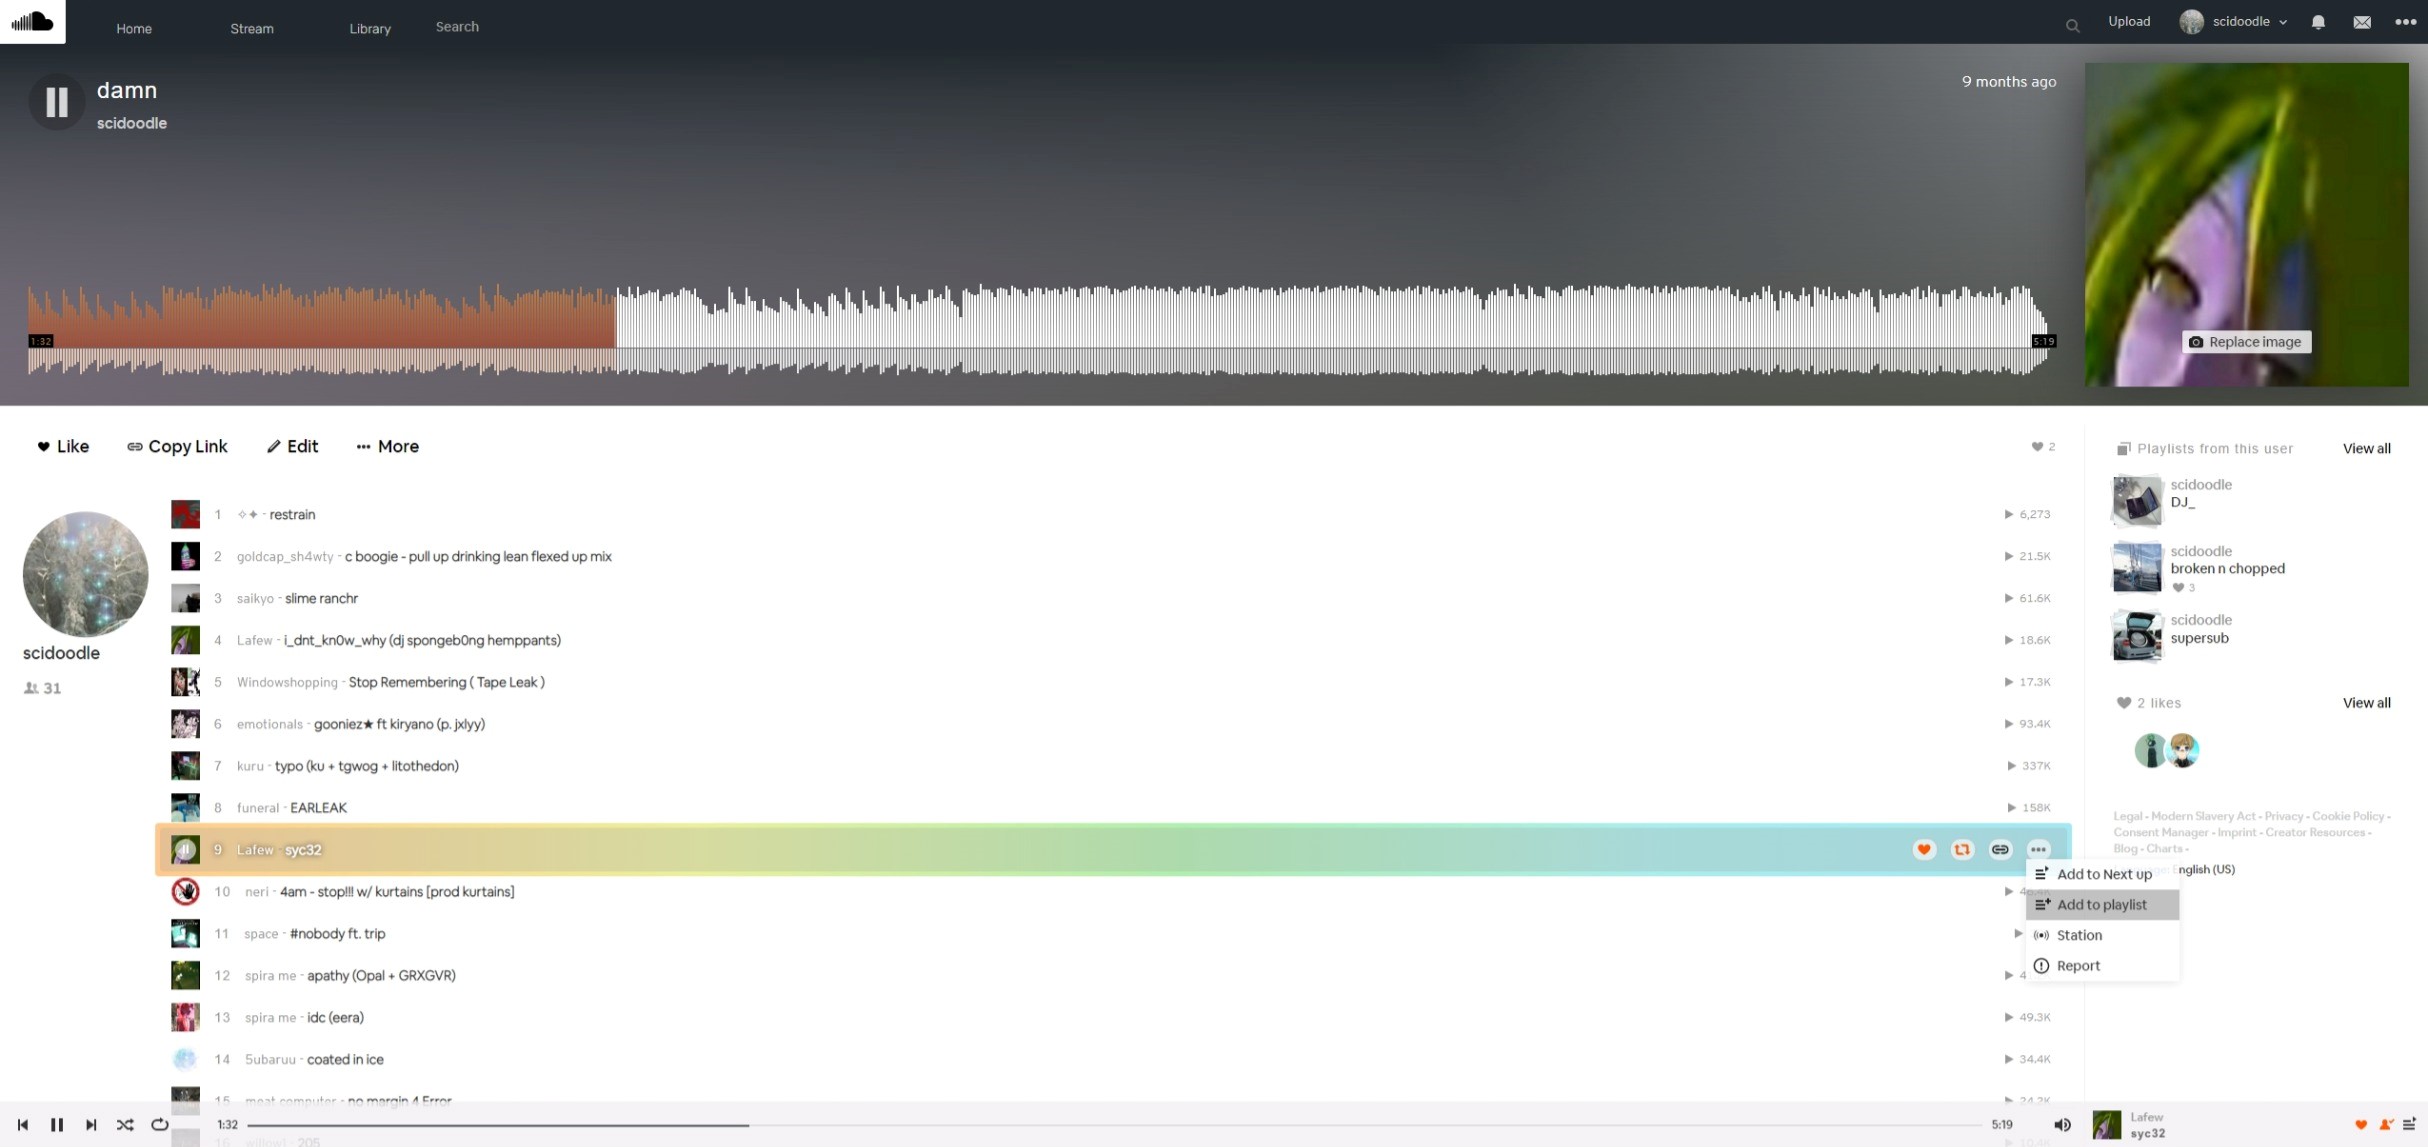 Home Stream Library Search Upload scidoodle
damn
9 months ago
scidoodle
1:32
5:19
Replace image
Like Copy Link Edit More 2
Playlists from this user View all
scidoodle
DJ_
scidoodle
broken n chopped
3
scidoodle
supersub
2 likes View all
scidoodle
31
1 ✧✦ - restrain 6,273
2 goldcap_sh4wty - c boogie - pull up drinking lean flexed up mix 21.5K
3 saikyo - slime ranchr 61.6K
4 Lafew - i_dnt_kn0w_why (dj spongeb0ng hemppants) 18.6K
5 Windowshopping - Stop Remembering ( Tape Leak ) 17.3K
6 emotionals - gooniez★ ft kiryano (p. jxlyy) 93.4K
7 kuru - typo (ku + tgwog + litothedon) 337K
8 funeral - EARLEAK 158K
9 Lafew - syc32
10 neri - 4am - stop!!! w/ kurtains [prod kurtains]
11 space - #nobody ft. trip
12 spira me - apathy (Opal + GRXGVR)
13 spira me - idc (eera) 49.3K
14 5ubaruu - coated in ice 34.4K
15 meat computer - no margin 4 Error 24.2K
16 willow1 - 205
Legal - Modern Slavery Act - Privacy - Cookie Policy -
Consent Manager - Imprint - Creator Resources -
Blog - Charts -
English (US)
Add to Next up
Add to playlist
Station
Report
1:32 5:19
Lafew
syc32